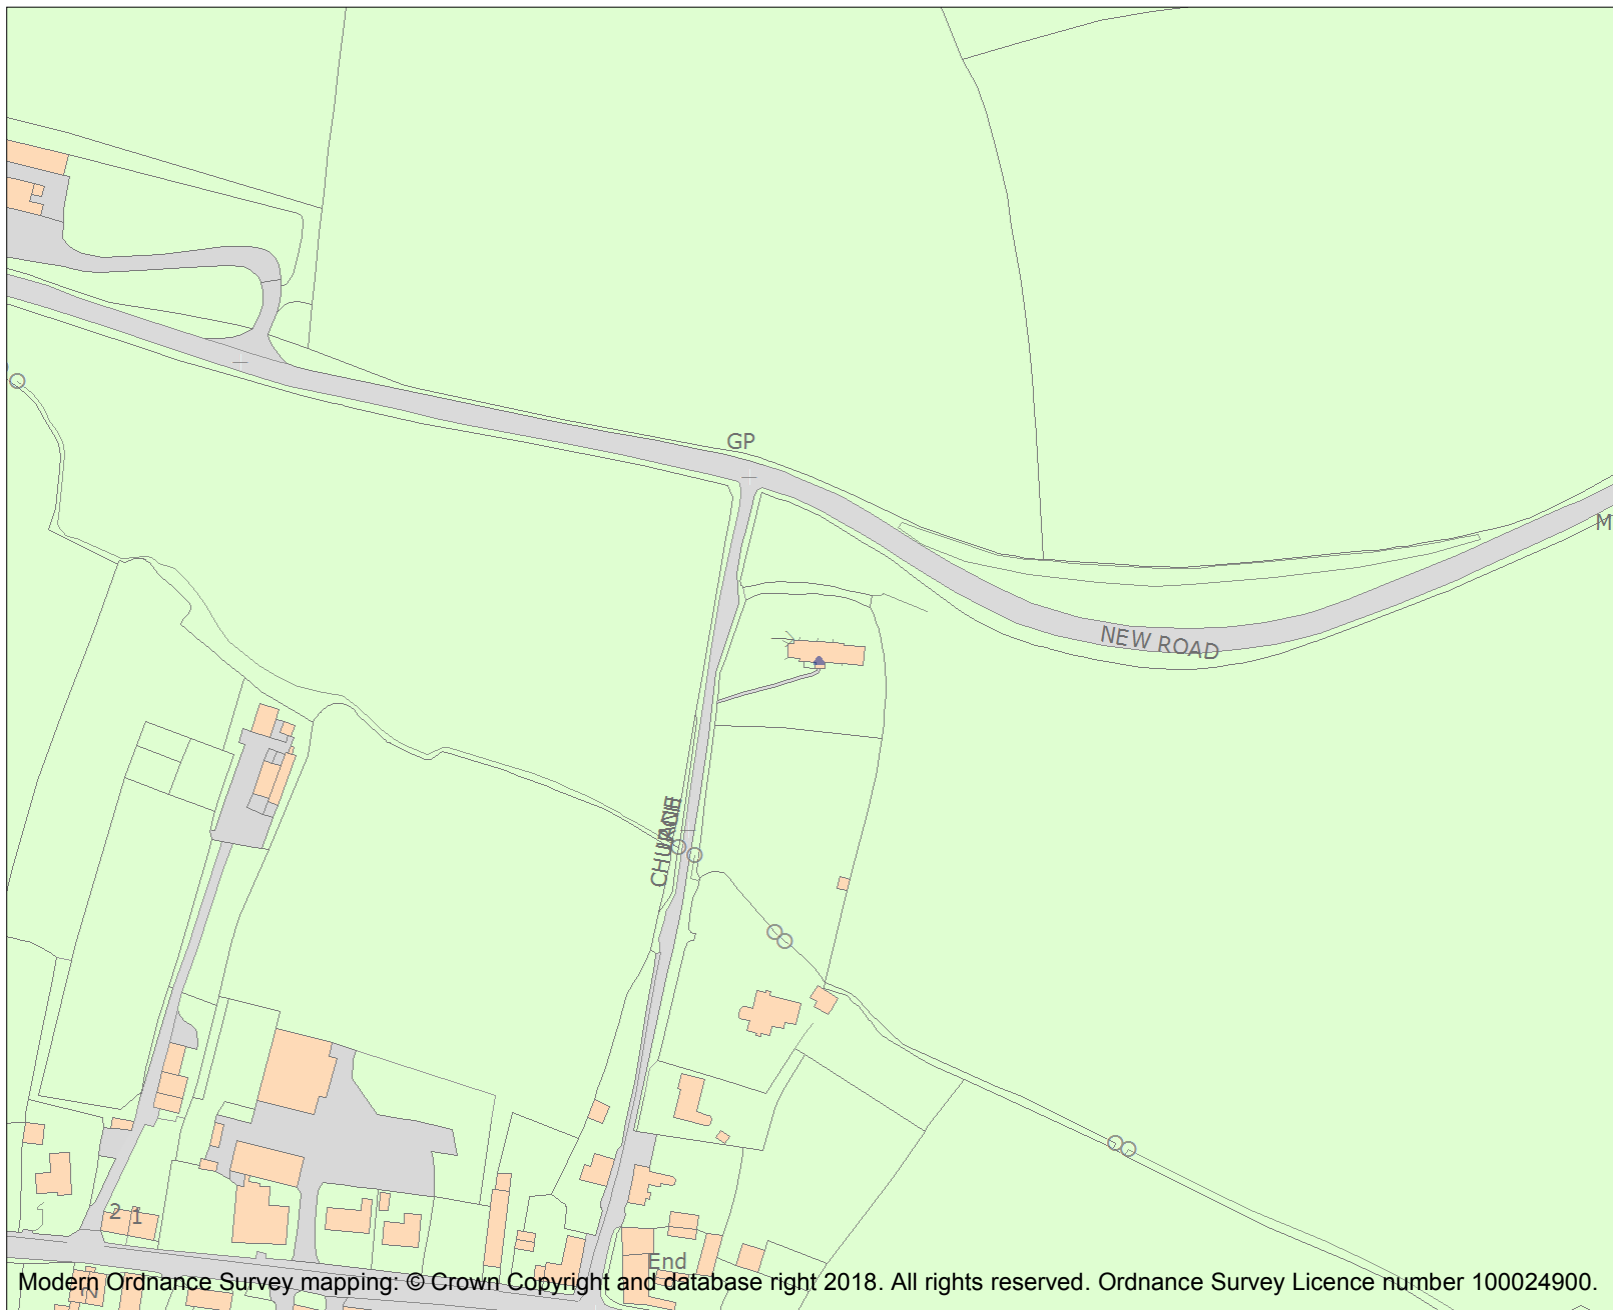 GP
M
NEW ROAD
CHURCH LANE
2 1
End
2
Modern Ordnance Survey mapping: © Crown Copyright and database right 2018. All rights reserved. Ordnance Survey Licence number 100024900.